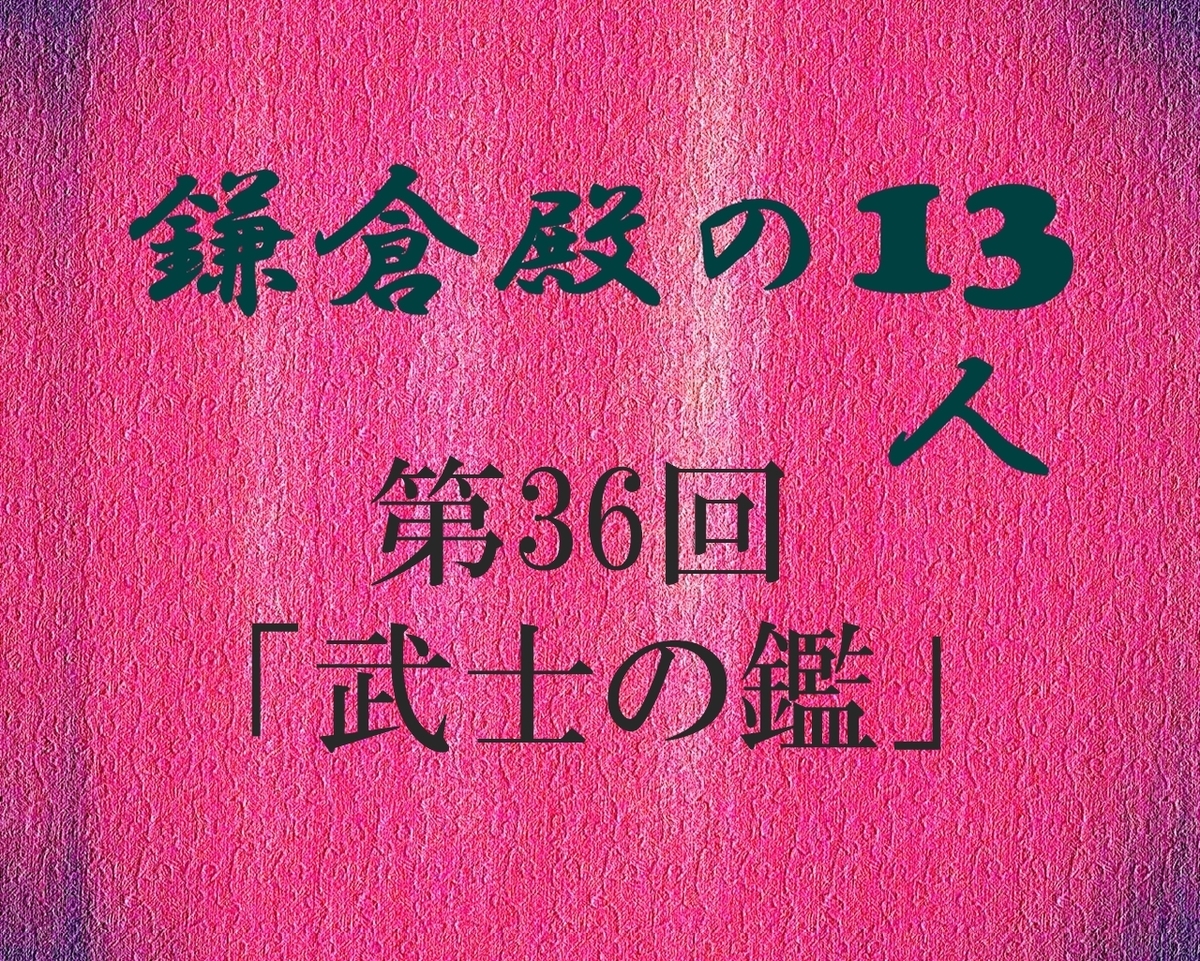 鎌倉殿の13
人
第36回
「武士の鑑」